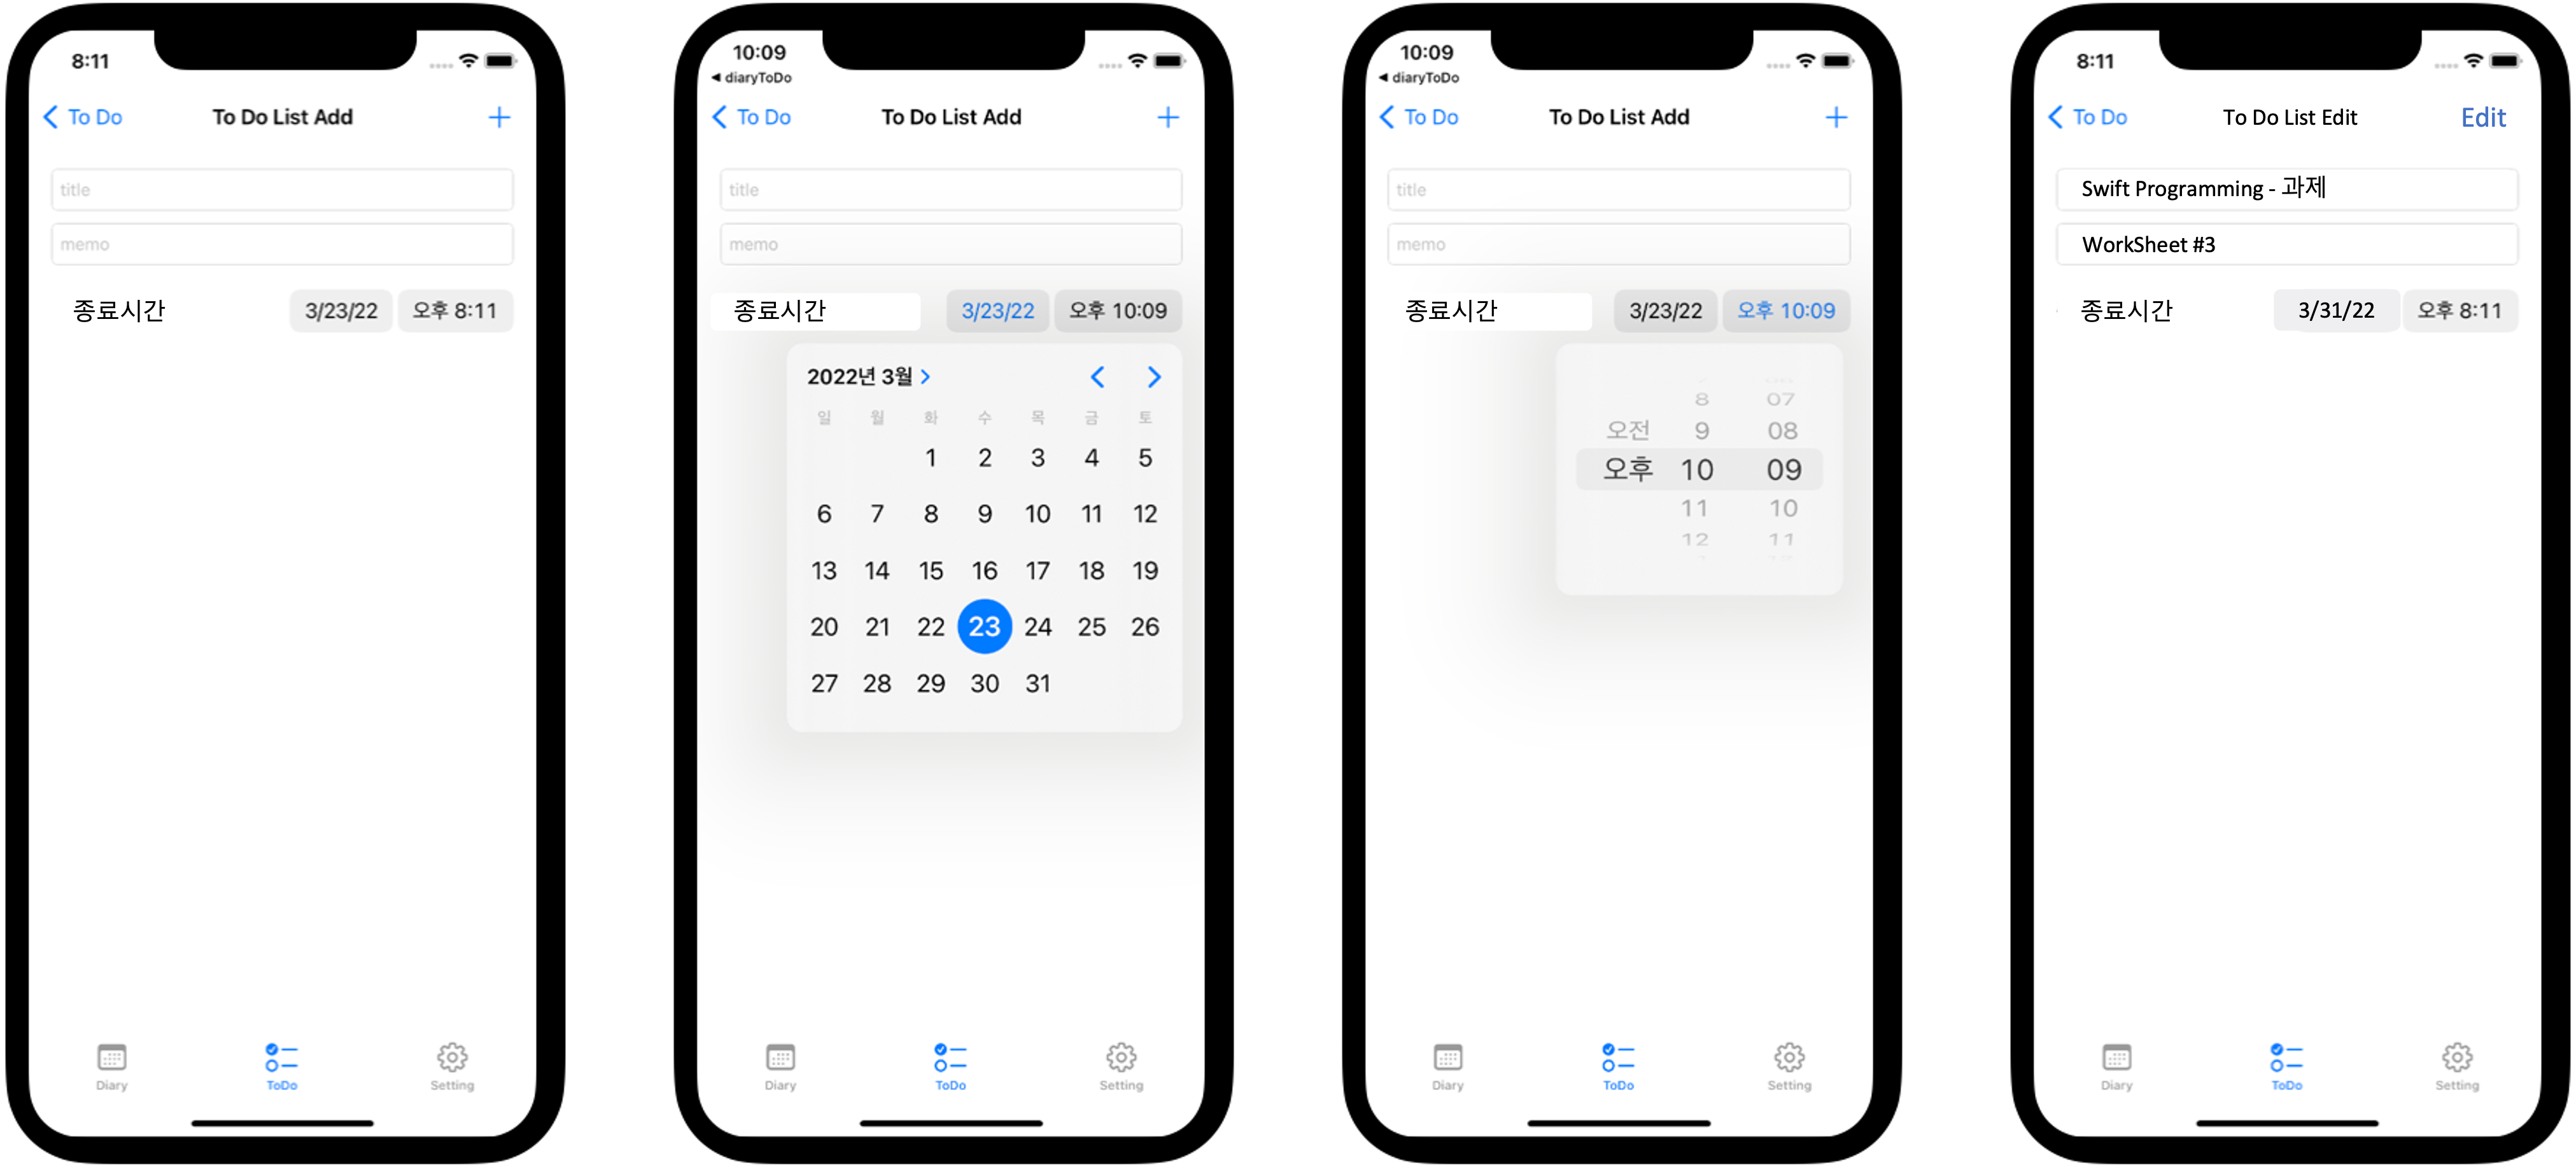 8:11
To Do
To Do List Add
+
title
memo
종료시간 3/23/22 오후 8:11
Diary ToDo Setting
10:09
◀ diaryToDo
To Do
To Do List Add
+
title
memo
종료시간 3/23/22 오후 10:09
2022년 3월
일 월 화 수 목 금 토
1 2 3 4 5
6 7 8 9 10 11 12
13 14 15 16 17 18 19
20 21 22 23 24 25 26
27 28 29 30 31
Diary ToDo Setting
10:09
◀ diaryToDo
To Do
To Do List Add
+
title
memo
종료시간 3/23/22 오후 10:09
8 07
오전 9 08
오후 10 09
11 10
12 11
Diary ToDo Setting
8:11
To Do
To Do List Edit
Edit
Swift Programming - 과제
WorkSheet #3
종료시간 3/31/22 오후 8:11
Diary ToDo Setting